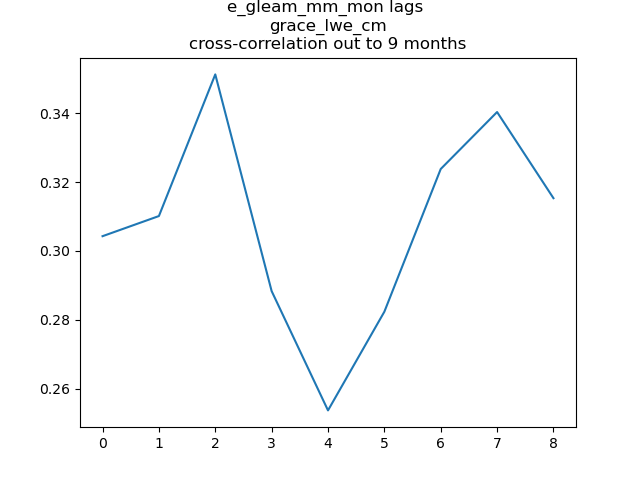 e_gleam_mm_mon lags
grace_lwe_cm
cross-correlation out to 9 months
0.34
0.32
0.30
0.28
0.26
0 1 2 3 4 5 6 7 8